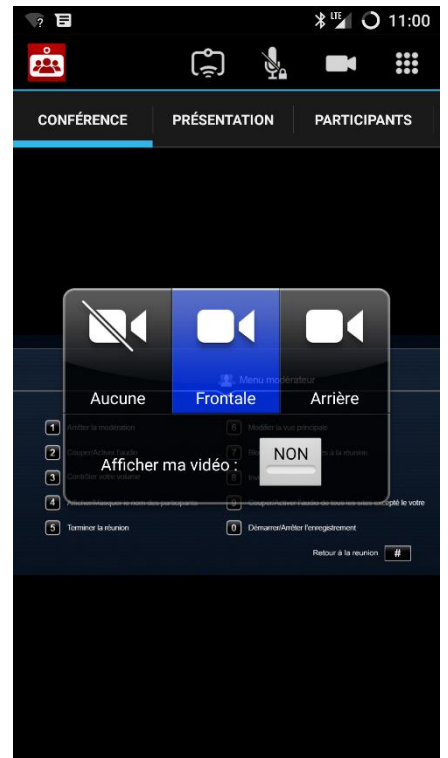 ? LTE 11:00
CONFÉRENCE PRÉSENTATION PARTICIPANTS
Menu modérateur
Aucune Frontale Arrière
1 Arrêter la modération 6 Modifier la vue principale
2 Couper/Activer l'audio 7
Afficher ma vidéo : NON
3 Contrôler votre volume 8
4 Afficher/Masquer le nom des participants 9 Couper/Activer l'audio de tous les sites excepté le votre
5 Terminer la réunion 0 Démarrer/Arrêter l'enregistrement
Retour à la reunion #